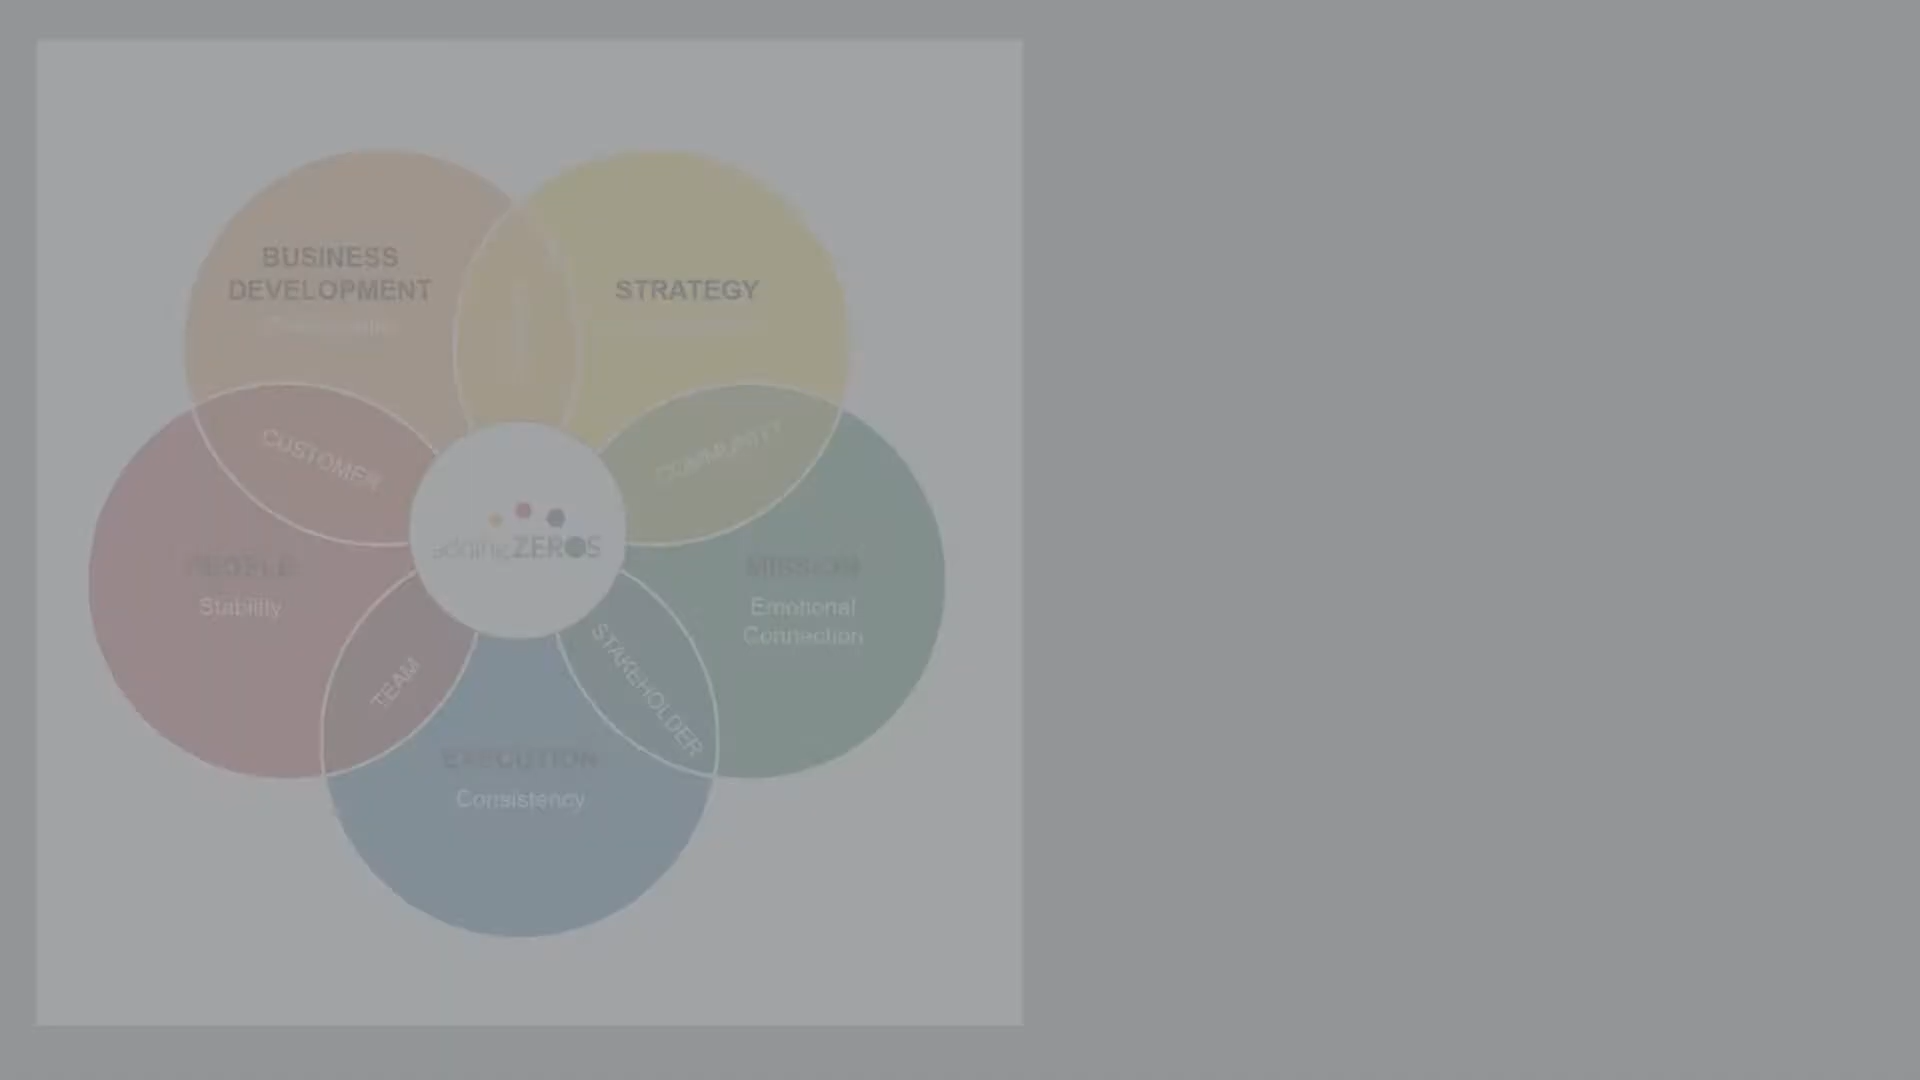 BUSINESS
DEVELOPMENT
STRATEGY
CUSTOMER
COMMUNITY
addingZEROS
PEOPLE
Stability
MISSION
Emotional
Connection
TEAM
STAKEHOLDER
EXECUTION
Consistency